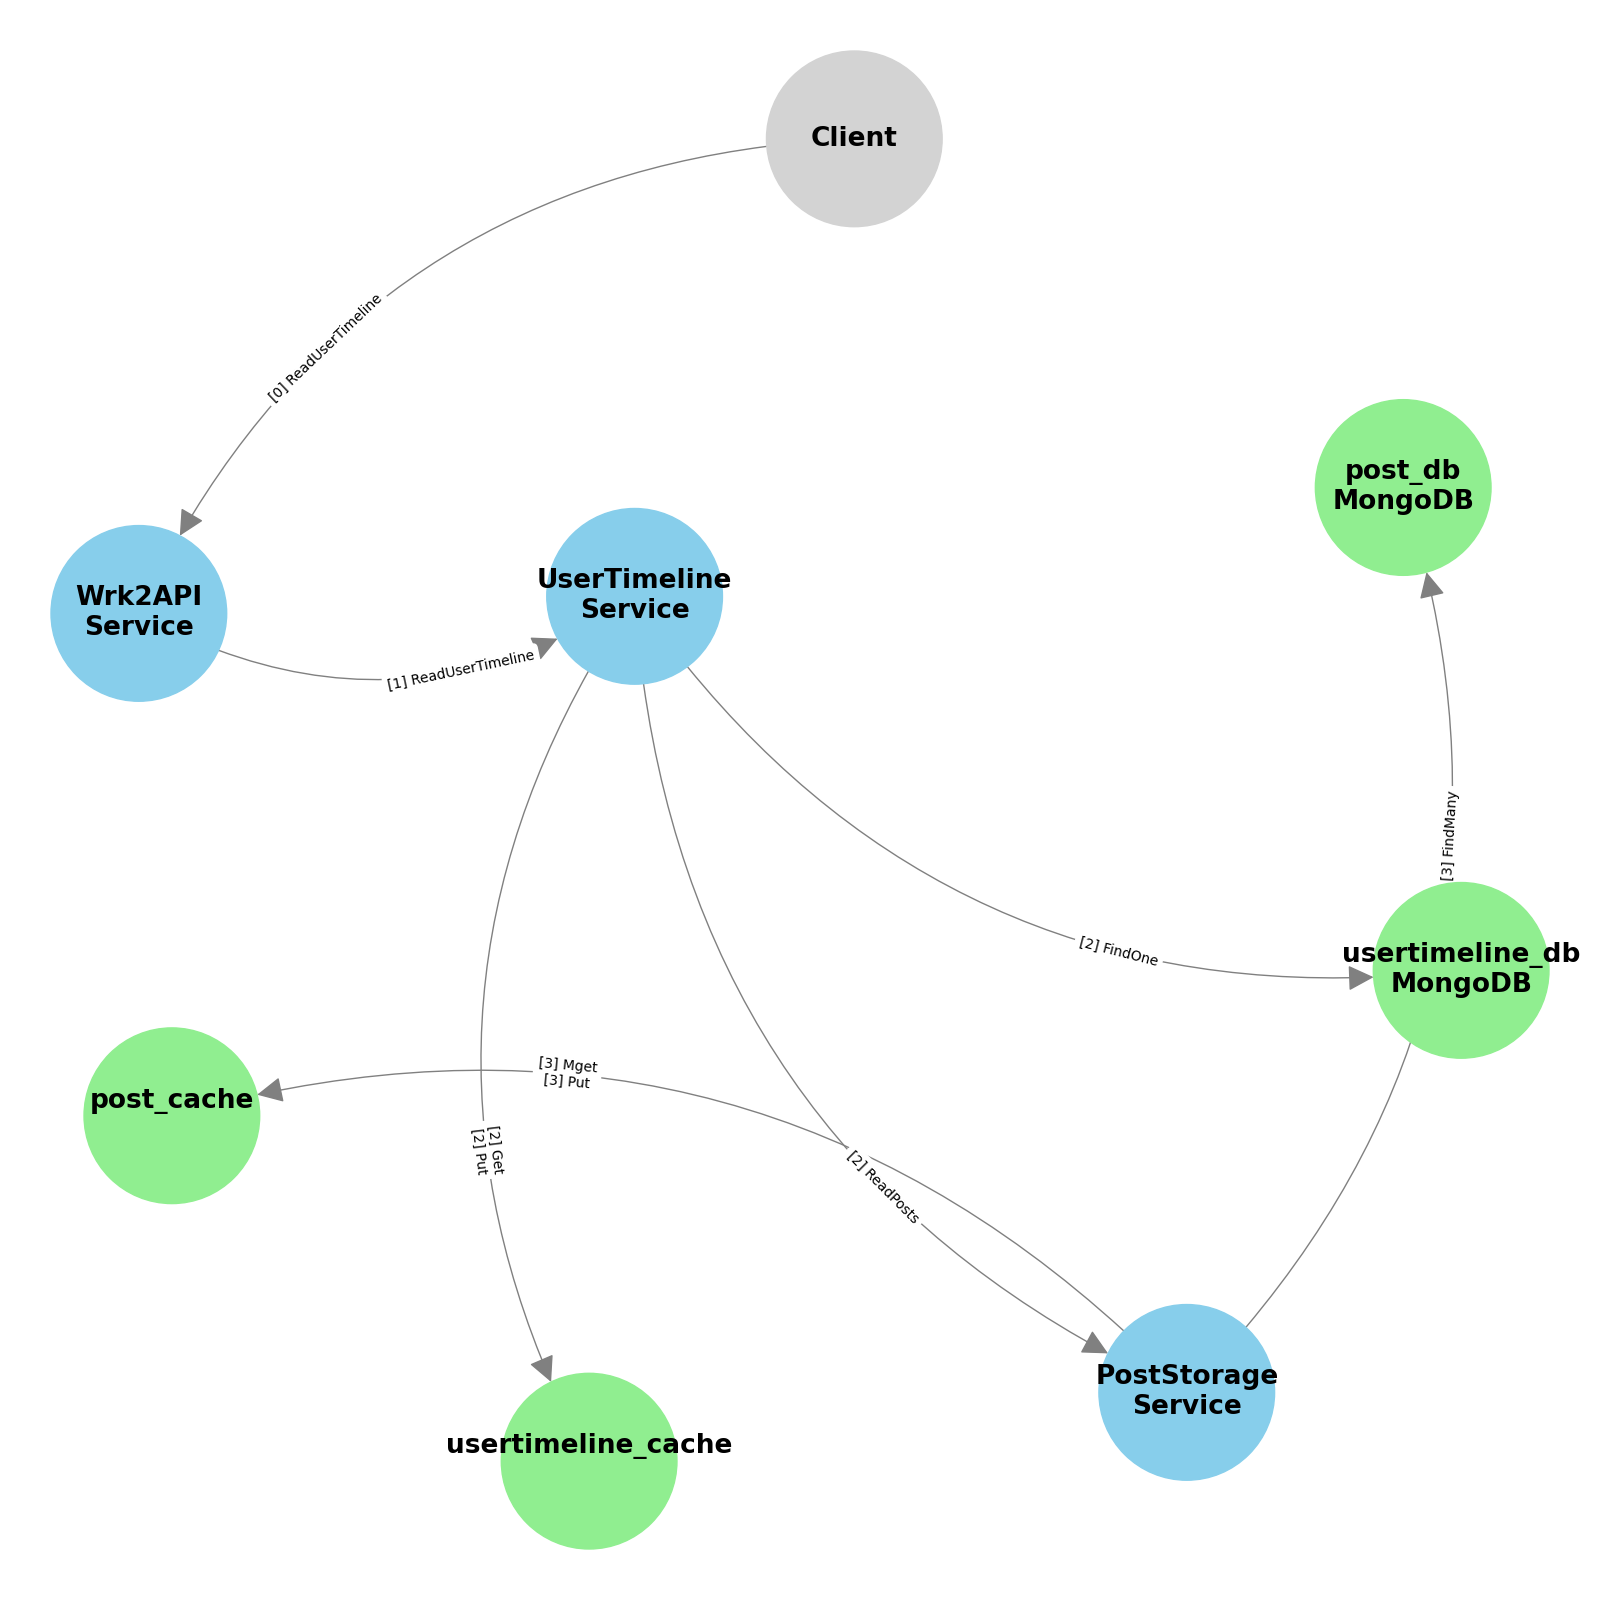 Client
[0] ReadUserTimeline
post_db
MongoDB
UserTimeline
Service
Wrk2API
Service
[1] ReadUserTimeline
[3] FindMany
[2] FindOne
usertimeline_db
MongoDB
[3] Mget
[3] Put
post_cache
[2] Get
[2] Put
[2] ReadPosts
PostStorage
Service
usertimeline_cache